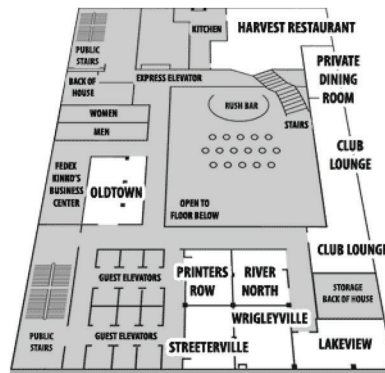 HARVEST RESTAURANT
KITCHEN
PUBLIC
STAIRS
PRIVATE
DINING
ROOM
EXPRESS ELEVATOR
BACK OF
HOUSE
RUSH BAR
STAIRS
WOMEN
MEN
CLUB
LOUNGE
FEDEX
KINKO'S
BUSINESS
CENTER
OLDTOWN
OPEN TO
FLOOR BELOW
CLUB LOUNGE
GUEST ELEVATORS
PRINTERS
ROW
RIVER
NORTH
STORAGE
BACK OF HOUSE
WRIGLEYVILLE
PUBLIC
STAIRS
GUEST ELEVATORS
STREETERVILLE
LAKEVIEW